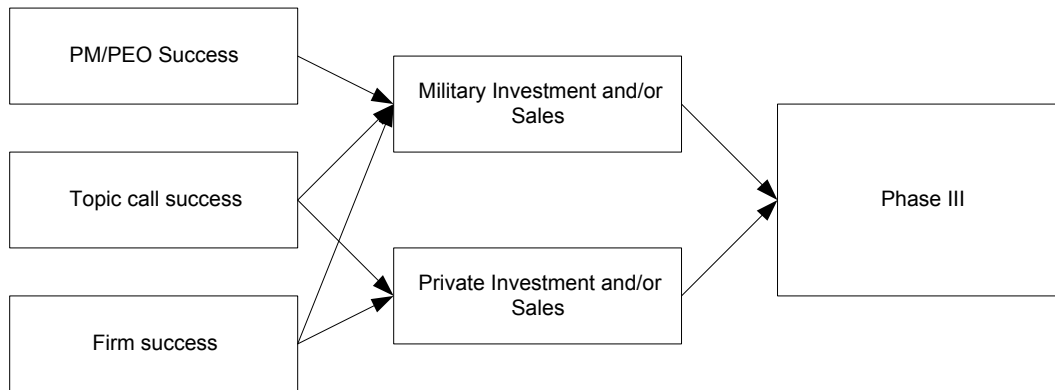 PM/PEO Success
Topic call success
Firm success
Military Investment and/or
Sales
Private Investment and/or
Sales
Phase III